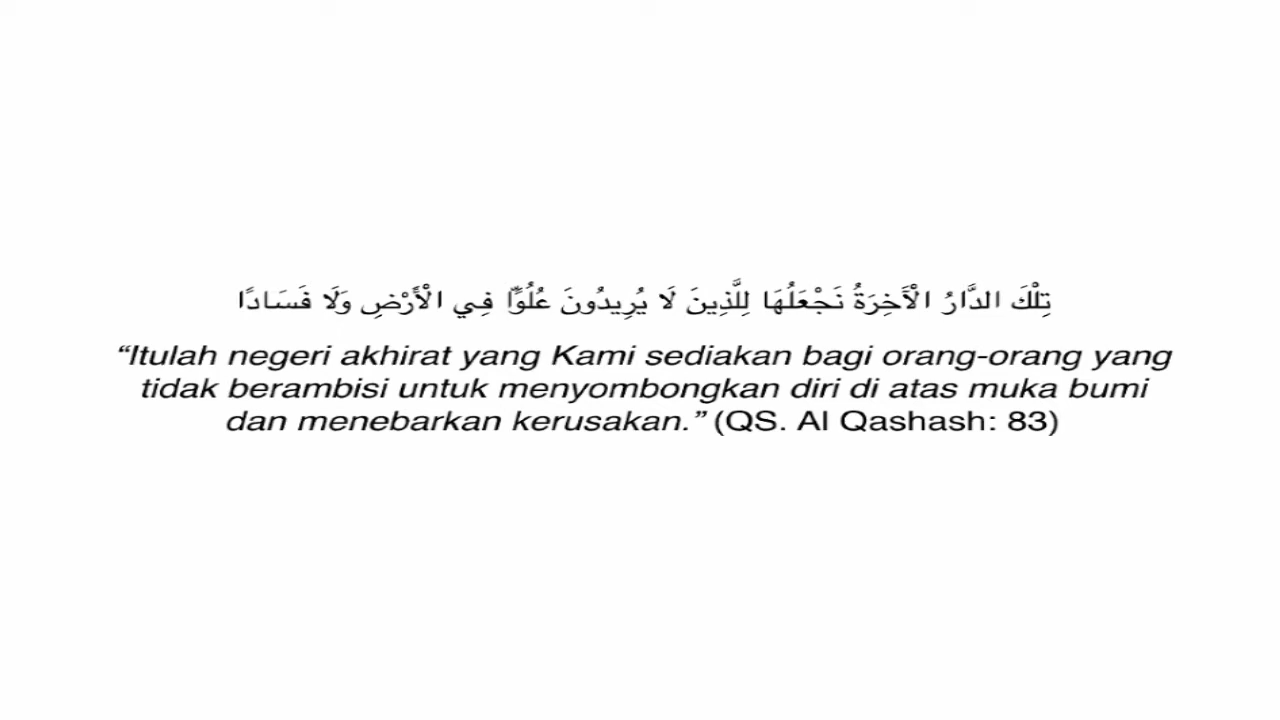 تِلْكَ الدَّارُ الْأَخِرَةُ نَجْعَلُهَا لِلَّذِينَ لَا يُرِيدُونَ عُلُوًّا فِي الْأَرْضِ وَلَا فَسَادًا
“Itulah negeri akhirat yang Kami sediakan bagi orang-orang yang
tidak berambisi untuk menyombongkan diri di atas muka bumi
dan menebarkan kerusakan.” (QS. Al Qashash: 83)